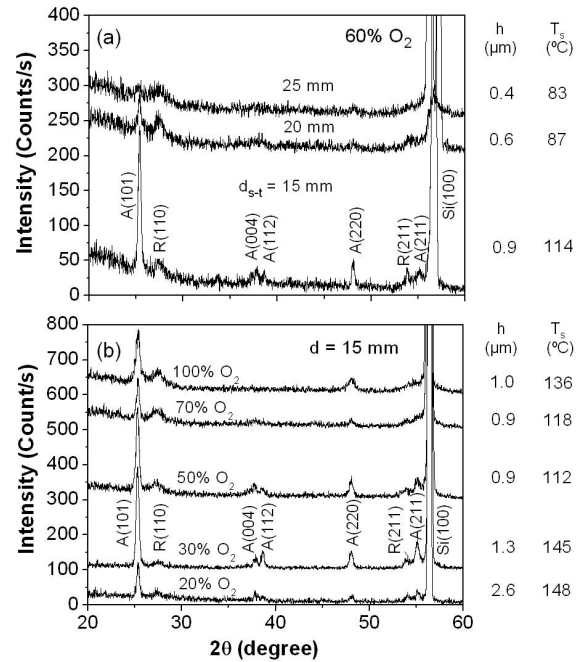 400
(a)
60% O2
h
(μm)
Ts
(ºC)
350
300
25 mm
0.4
83
250
20 mm
0.6
87
200
150
ds-t = 15 mm
100
50
0
0.9
114
A(101)
R(110)
A(004)
A(112)
A(220)
R(211)
A(211)
Si(100)
Intensity (Counts/s)
800
(b)
d = 15 mm
h
(μm)
Ts
(ºC)
700
100% O2
1.0
136
600
70% O2
0.9
118
500
400
50% O2
0.9
112
300
A(101)
R(110)
A(004)
A(112)
A(220)
R(211)
A(211)
Si(100)
200
30% O2
1.3
145
100
20% O2
2.6
148
0
Intensity (Count/s)
20 30 40 50 60
2θ (degree)